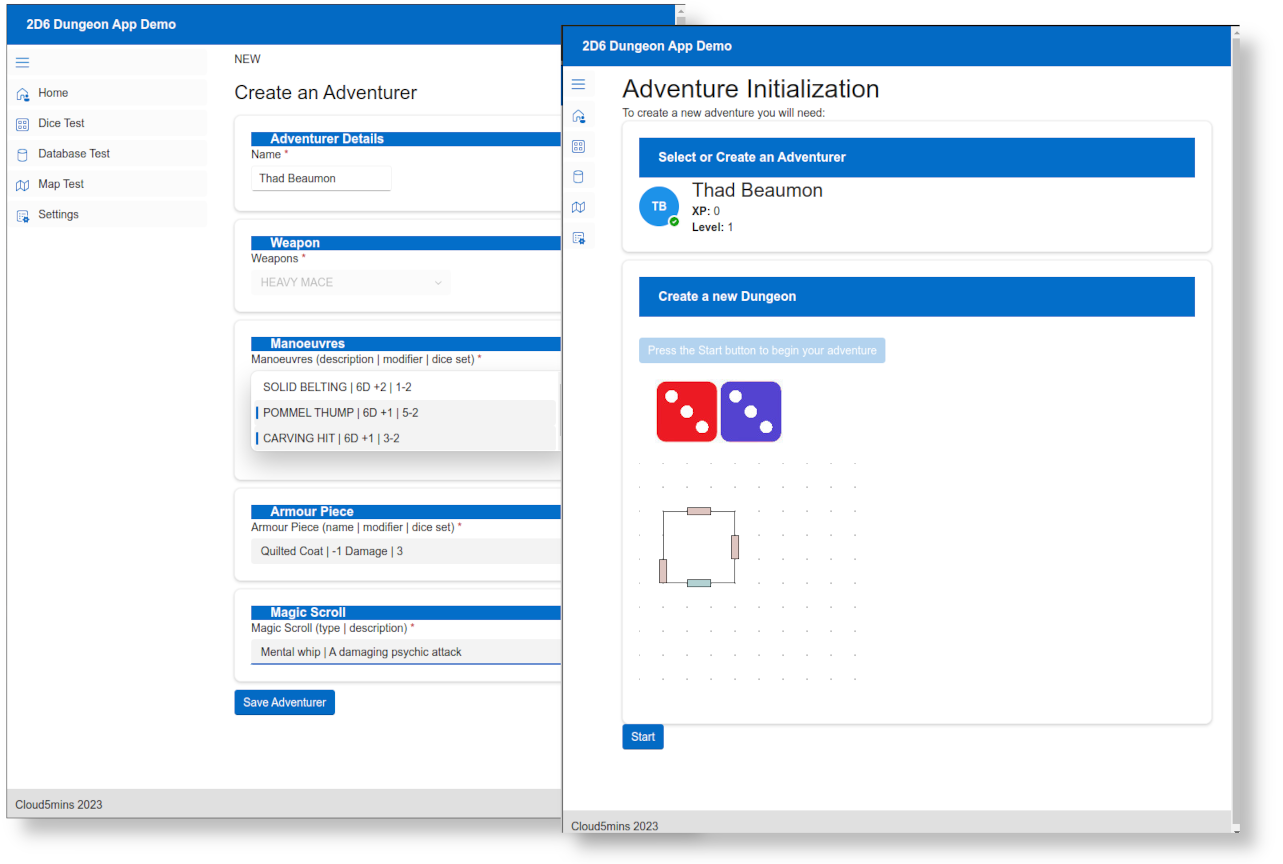 2D6 Dungeon App Demo
NEW
Home
Dice Test
Database Test
Map Test
Settings
Create an Adventurer
Adventurer Details
Name *
Thad Beaumon
Weapon
Weapons *
HEAVY MACE
Manoeuvres
Manoeuvres (description | modifier | dice set) *
SOLID BELTING | 6D +2 | 1-2
POMMEL THUMP | 6D +1 | 5-2
CARVING HIT | 6D +1 | 3-2
Armour Piece
Armour Piece (name | modifier | dice set) *
Quilted Coat | -1 Damage | 3
Magic Scroll
Magic Scroll (type | description) *
Mental whip | A damaging psychic attack
Save Adventurer
Cloud5mins 2023
2D6 Dungeon App Demo
Adventure Initialization
To create a new adventure you will need:
Select or Create an Adventurer
TB
Thad Beaumon
XP: 0
Level: 1
Create a new Dungeon
Press the Start button to begin your adventure
Start
Cloud5mins 2023